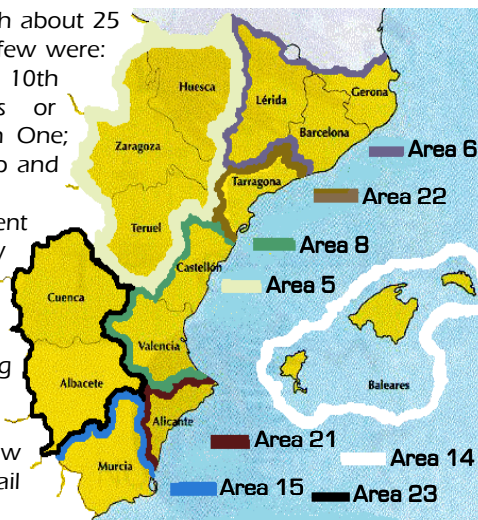 h about 25
few were:
10th
s or
n One;
o and
ent
y
g
w
ail
Huesca
Gerona
Lérida
Barcelona
Zaragoza
Area 6
Tarragona
Area 22
Teruel
Area 8
Castellón
Area 5
Cuenca
Valencia
Albacete
Baleares
Alicante
Area 21
Area 14
Murcia
Area 15
Area 23